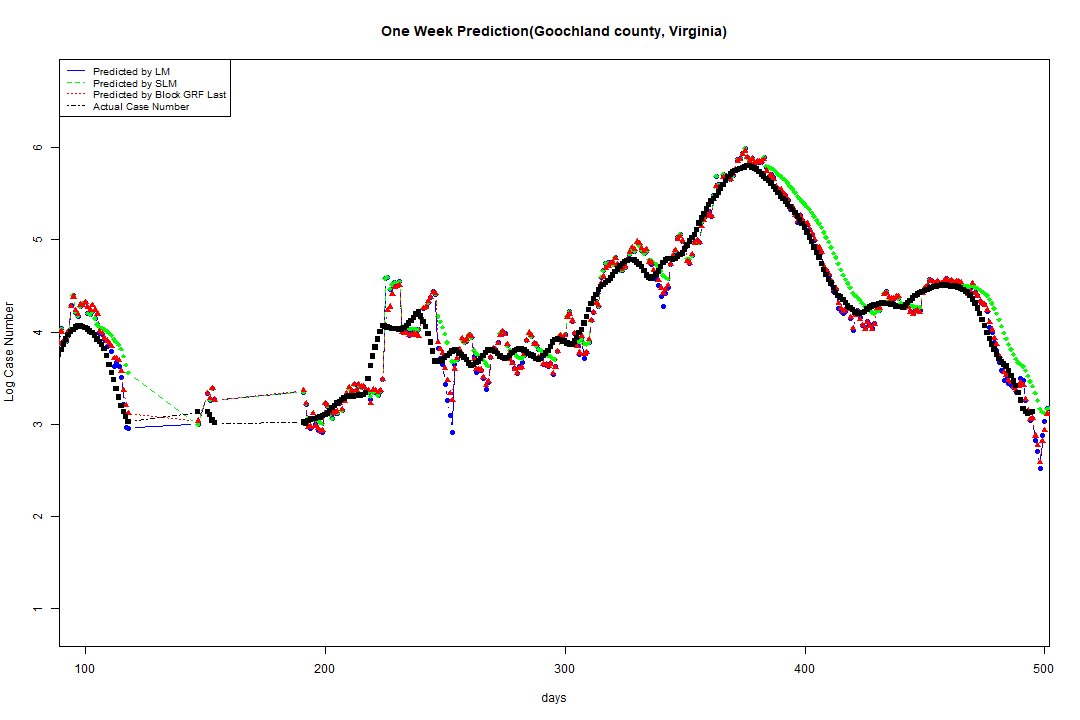 One Week Prediction(Goochland county, Virginia)
Predicted by LM
Predicted by SLM
Predicted by Block GRF Last
Actual Case Number
6
5
4
3
2
1
Log Case Number
100 200 300 400 500
days